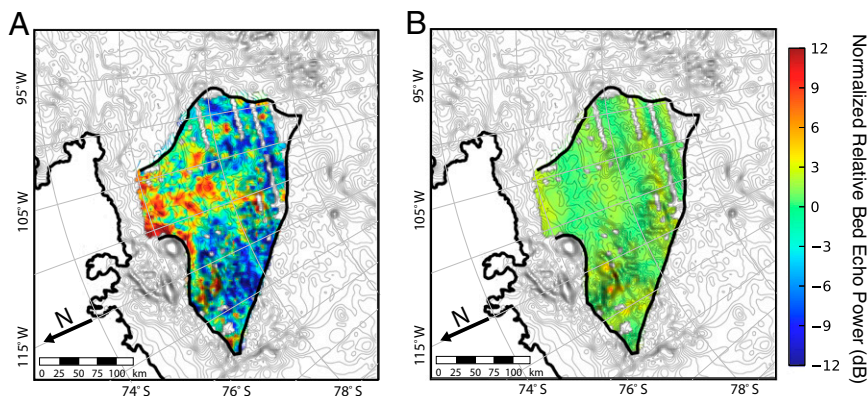 A
B
95°W
105°W
115°W
N
0 25 50 75 100 km
74°S
76°S
78°S
95°W
105°W
115°W
N
0 25 50 75 100 km
74°S
76°S
78°S
12
9
6
3
0
−3
−6
−9
−12
Normalized Relative Bed Echo Power (dB)